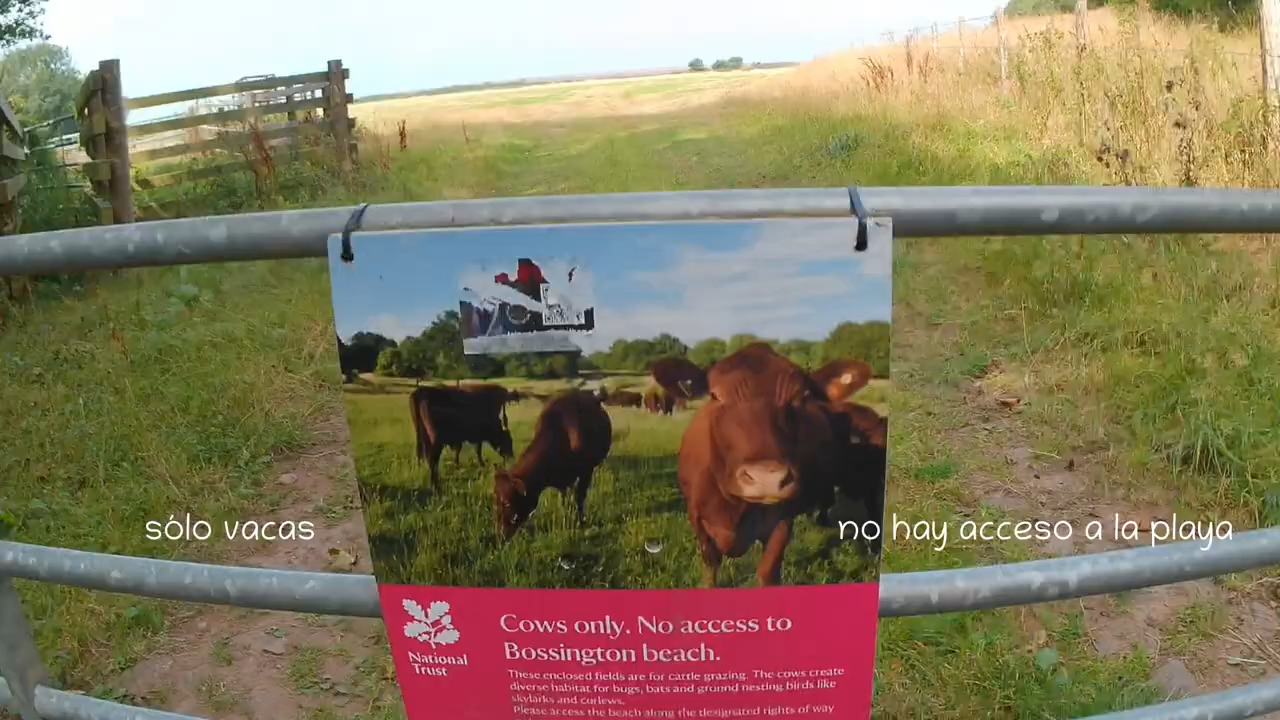 sólo vacas
no hay acceso a la playa
National
Trust
Cows only. No access to
Bossington beach.
These enclosed fields are for cattle grazing. The cows create
diverse habitat for bugs, bats and ground nesting birds like
skylarks and curlews.
Please access the beach along the designated rights of way